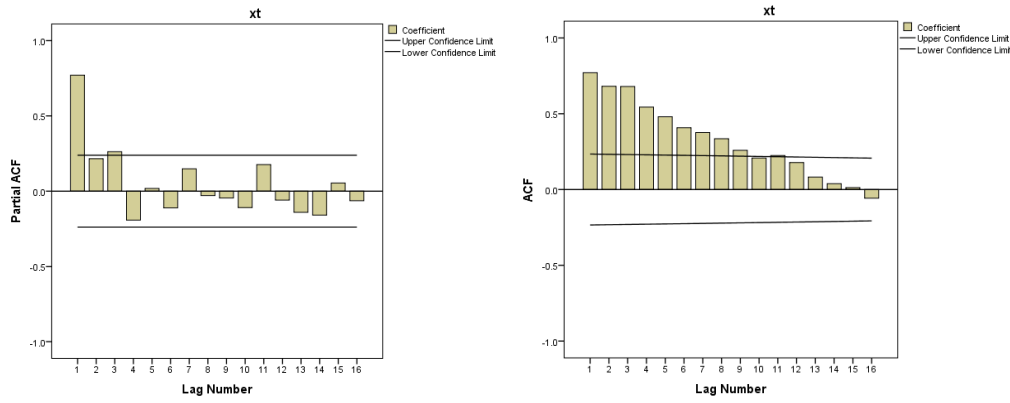 xt
Coefficient
Upper Confidence Limit
Lower Confidence Limit
1.0
0.5
0.0
-0.5
-1.0
Partial ACF
1 2 3 4 5 6 7 8 9 10 11 12 13 14 15 16
Lag Number
xt
Coefficient
Upper Confidence Limit
Lower Confidence Limit
1.0
0.5
0.0
-0.5
-1.0
ACF
1 2 3 4 5 6 7 8 9 10 11 12 13 14 15 16
Lag Number